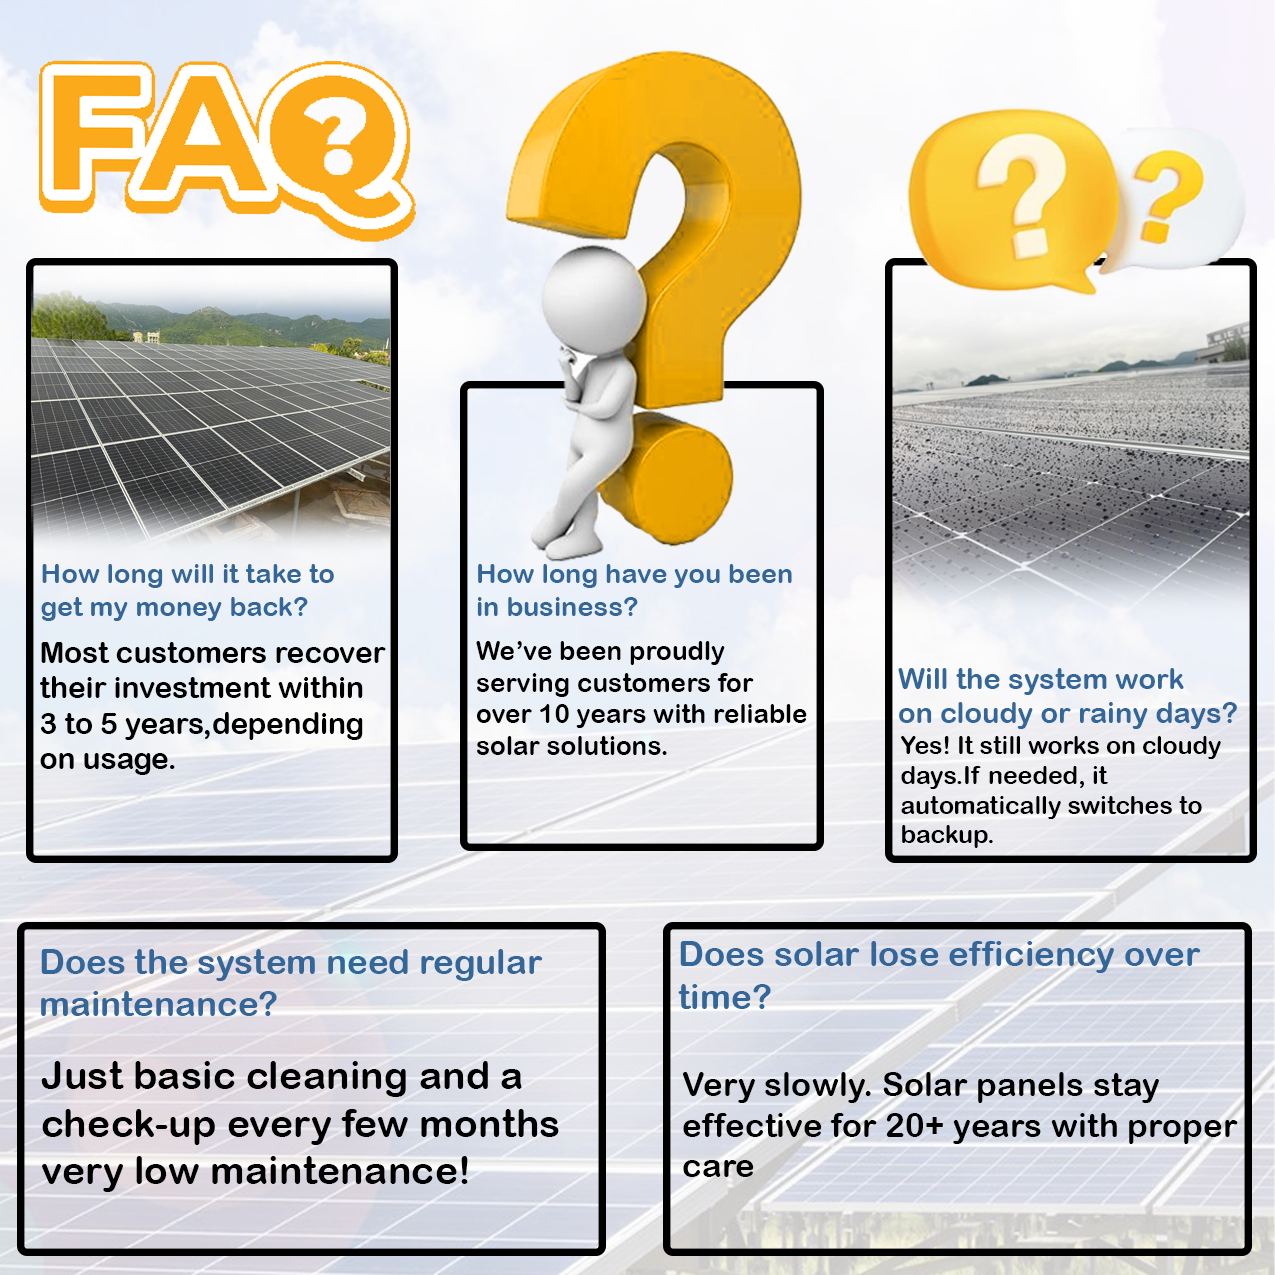 FAQ
?
? ?
How long will it take to
get my money back?
Most customers recover
their investment within
3 to 5 years,depending
on usage.
How long have you been
in business?
We’ve been proudly
serving customers for
over 10 years with reliable
solar solutions.
Will the system work
on cloudy or rainy days?
Yes! It still works on cloudy
days.If needed, it
automatically switches to
backup.
Does the system need regular
maintenance?
Just basic cleaning and a
check-up every few months
very low maintenance!
Does solar lose efficiency over
time?
Very slowly. Solar panels stay
effective for 20+ years with proper
care